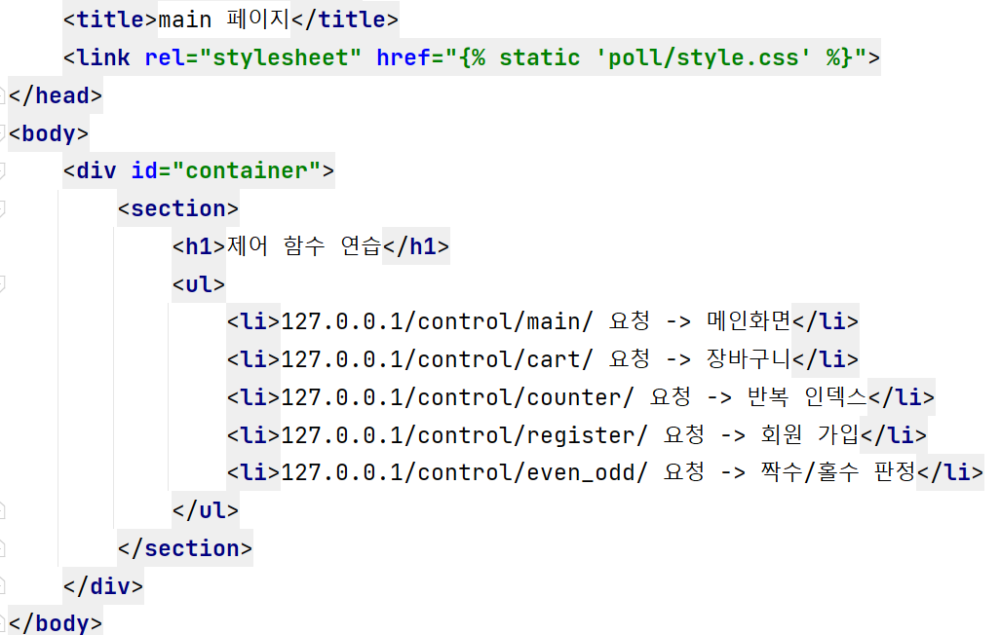 <title>main 페이지</title>
<link rel="stylesheet" href="{% static 'poll/style.css' %}">
</head>
<body>
<div id="container">
<section>
<h1>제어 함수 연습</h1>
<ul>
<li>127.0.0.1/control/main/ 요청 -> 메인화면</li>
<li>127.0.0.1/control/cart/ 요청 -> 장바구니</li>
<li>127.0.0.1/control/counter/ 요청 -> 반복 인덱스</li>
<li>127.0.0.1/control/register/ 요청 -> 회원 가입</li>
<li>127.0.0.1/control/even_odd/ 요청 -> 짝수/홀수 판정</li>
</ul>
</section>
</div>
</body>